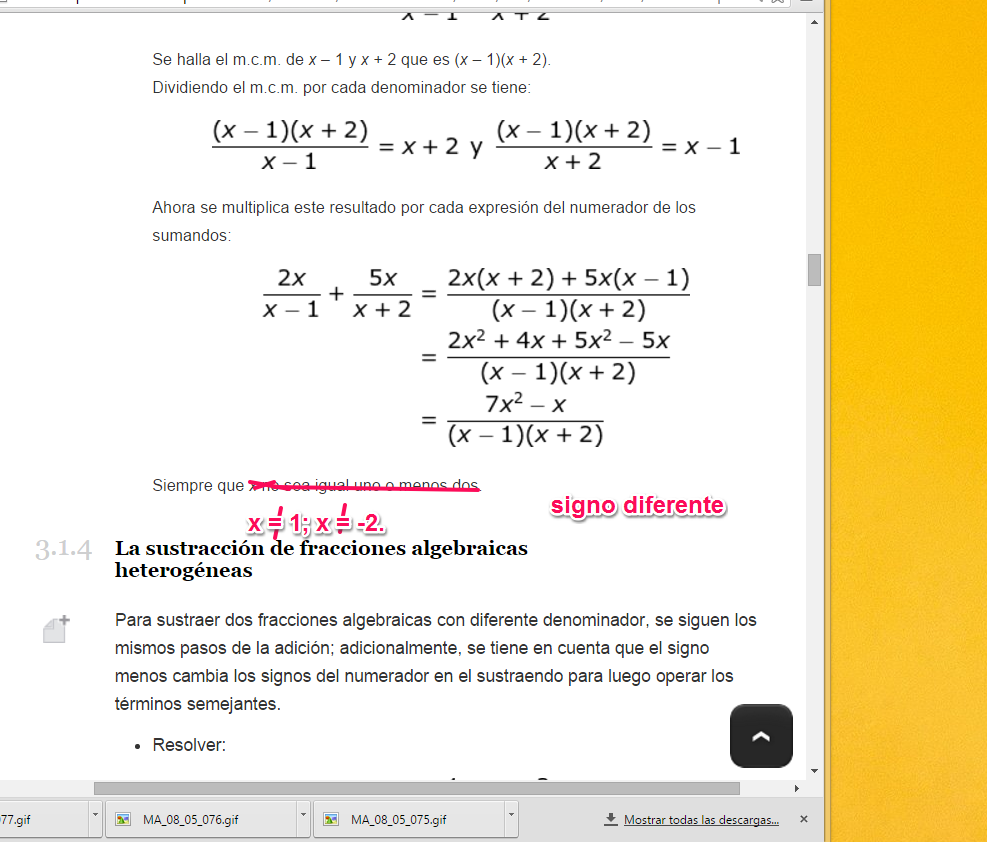 x – 1 x + 2
Se halla el m.c.m. de x – 1 y x + 2 que es (x – 1)(x + 2).
Dividiendo el m.c.m. por cada denominador se tiene:
(x – 1)(x + 2) / x – 1 = x + 2 y (x – 1)(x + 2) / x + 2 = x – 1
Ahora se multiplica este resultado por cada expresión del numerador de los
sumandos:
2x / x – 1 + 5x / x + 2 = 2x(x + 2) + 5x(x – 1) / (x – 1)(x + 2)
= 2x² + 4x + 5x² – 5x / (x – 1)(x + 2)
= 7x² – x / (x – 1)(x + 2)
Siempre que x no sea igual uno o menos dos
signo diferente
x ≠ 1; x ≠ -2.
3.1.4 La sustracción de fracciones algebraicas
heterogéneas
Para sustraer dos fracciones algebraicas con diferente denominador, se siguen los
mismos pasos de la adición; adicionalmente, se tiene en cuenta que el signo
menos cambia los signos del numerador en el sustraendo para luego operar los
términos semejantes.
• Resolver:
77.gif MA_08_05_076.gif MA_08_05_075.gif Mostrar todas las descargas...